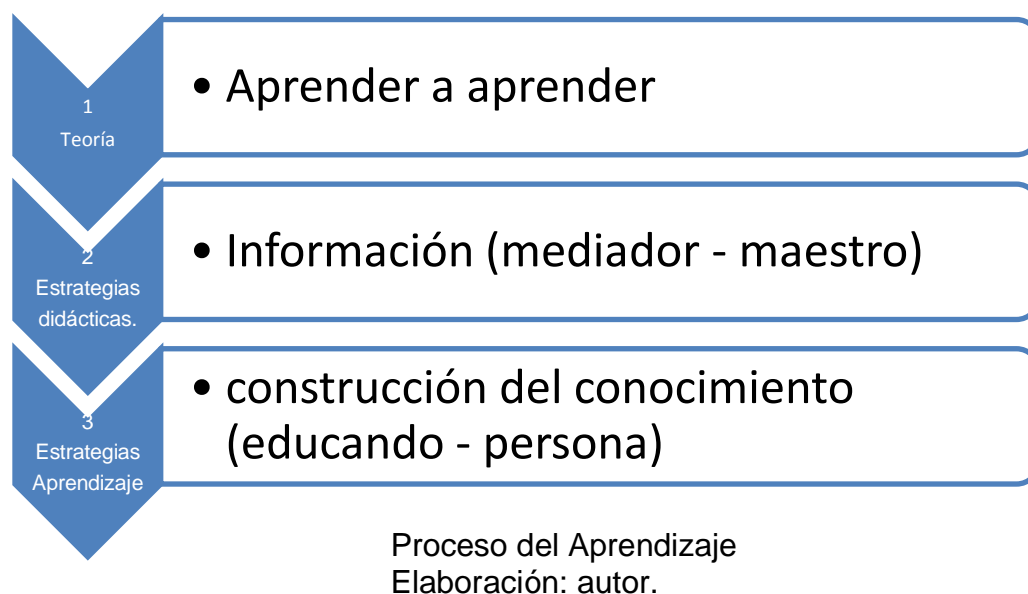 1
Teoría
• Aprender a aprender
2
Estrategias
didácticas.
• Información (mediador - maestro)
3
Estrategias
Aprendizaje
• construcción del conocimiento
(educando - persona)
Proceso del Aprendizaje
Elaboración: autor.